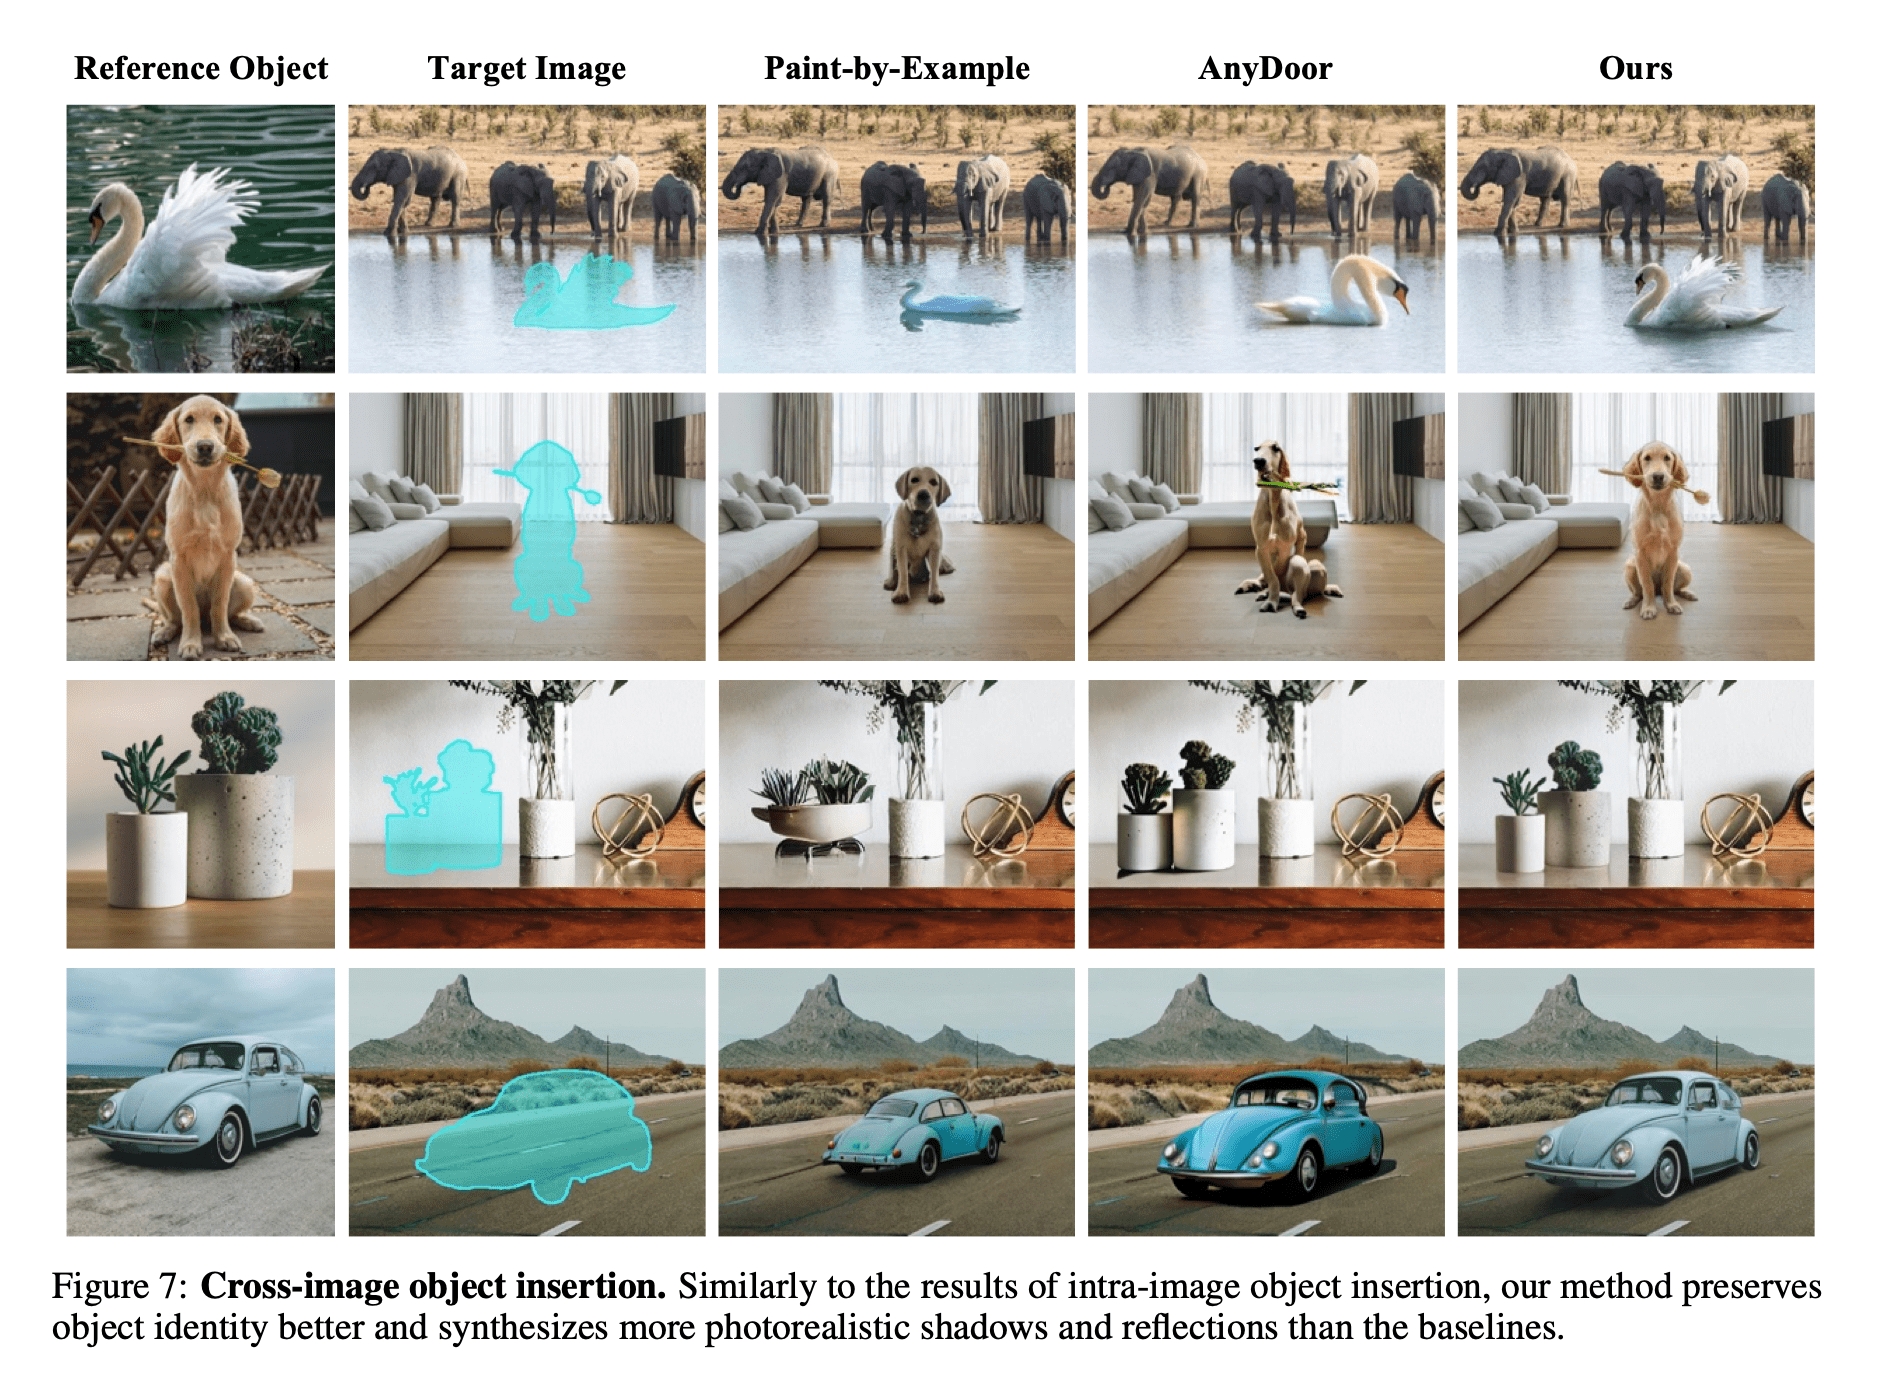 Reference Object Target Image Paint-by-Example AnyDoor Ours
Figure 7: Cross-image object insertion. Similarly to the results of intra-image object insertion, our method preserves
object identity better and synthesizes more photorealistic shadows and reflections than the baselines.